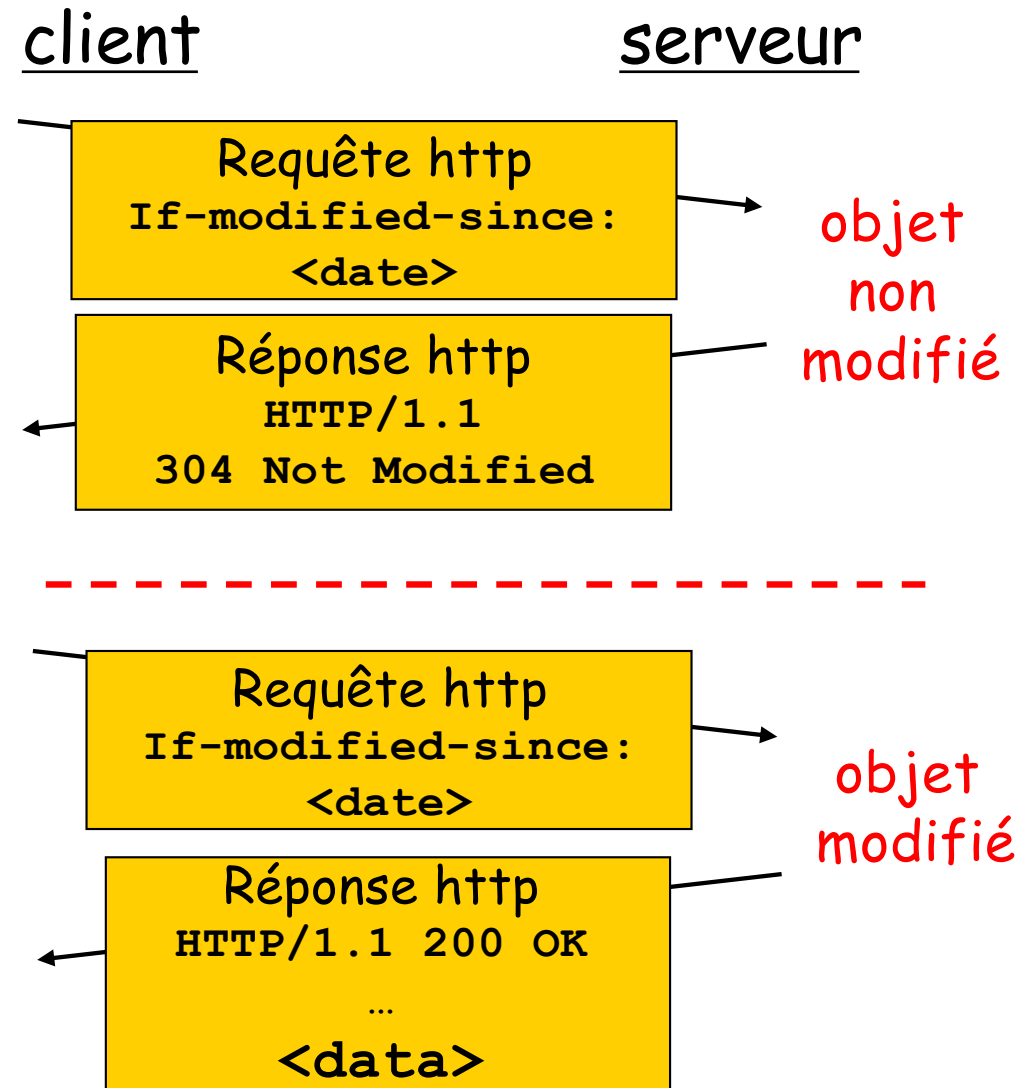 client
serveur
Requête http
If-modified-since:
<date>
objet
non
modifié
Réponse http
HTTP/1.1
304 Not Modified
Requête http
If-modified-since:
<date>
objet
modifié
Réponse http
HTTP/1.1 200 OK
…
<data>